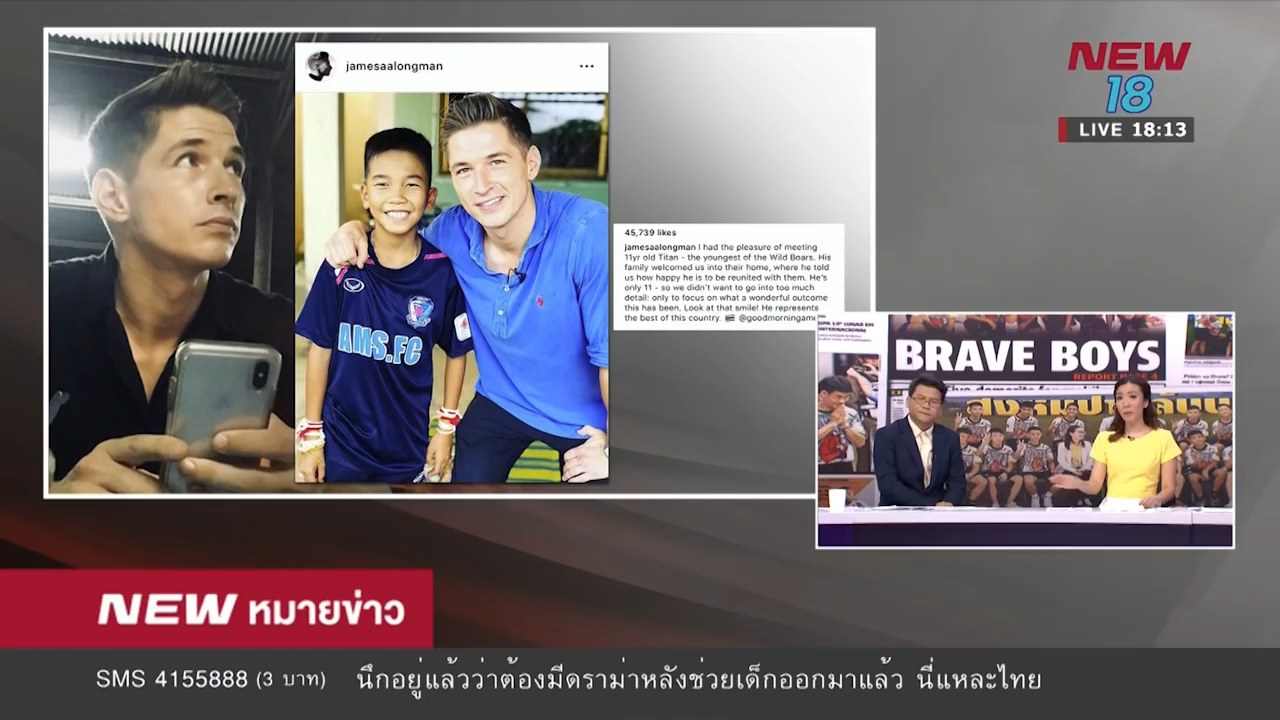 jamesaalongman
AMS.FC
45,739 likes
jamesaalongman I had the pleasure of meeting
11yr old Titan - the youngest of the Wild Boars. His
family welcomed us into their home, where he told
us how happy he is to be reunited with them. He's
only 11 - so we didn't want to go into too much
detail: only to focus on what a wonderful outcome
this has been. Look at that smile! He represents
the best of this country. 🇹🇭 @goodmorningame
NEW
18
LIVE 18:13
BRAVE BOYS
REPORT PAGE 4
NEW หมายข่าว
SMS 4155888 (3 บาท) นึกอยู่แล้วว่าต้องมีดราม่าหลังช่วยเด็กออกมาแล้ว นี่แหละไทย